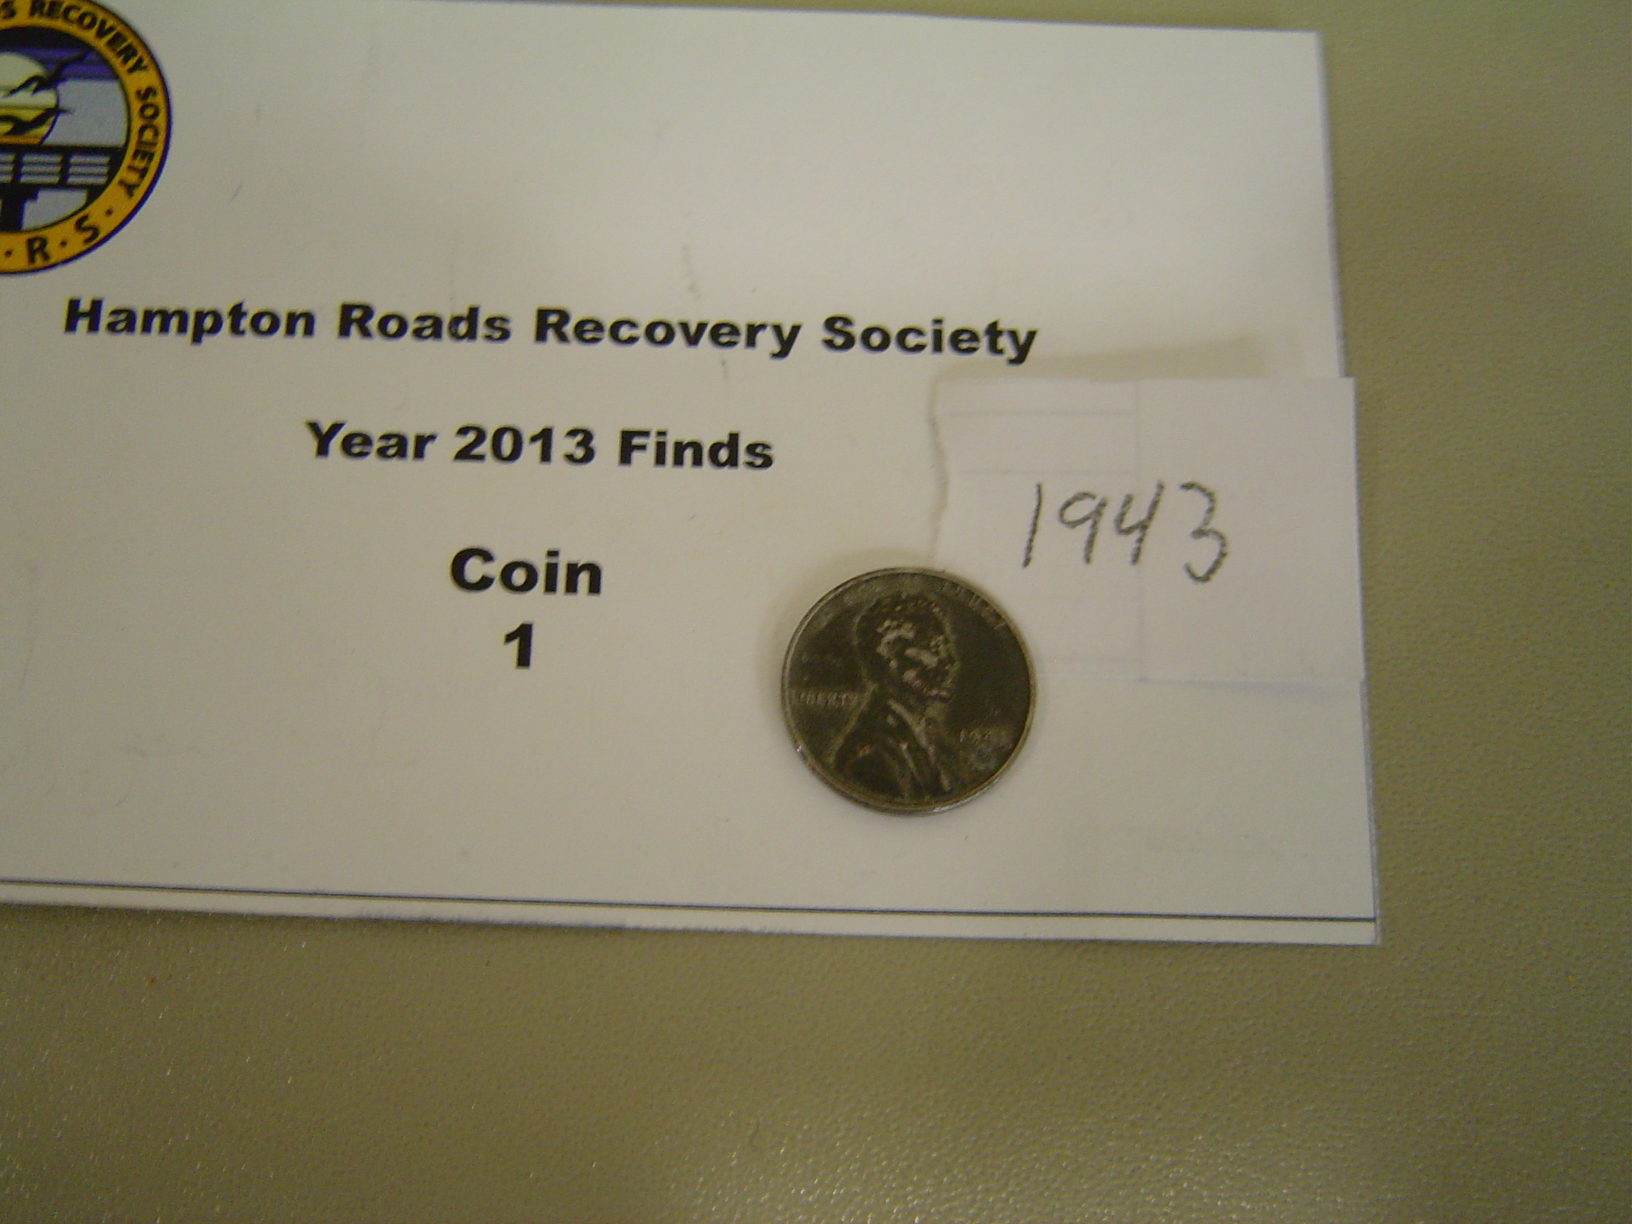 S RECOVERY SOCIETY
· R · S ·
Hampton Roads Recovery Society
Year 2013 Finds
1943
Coin
1
LIBERTY